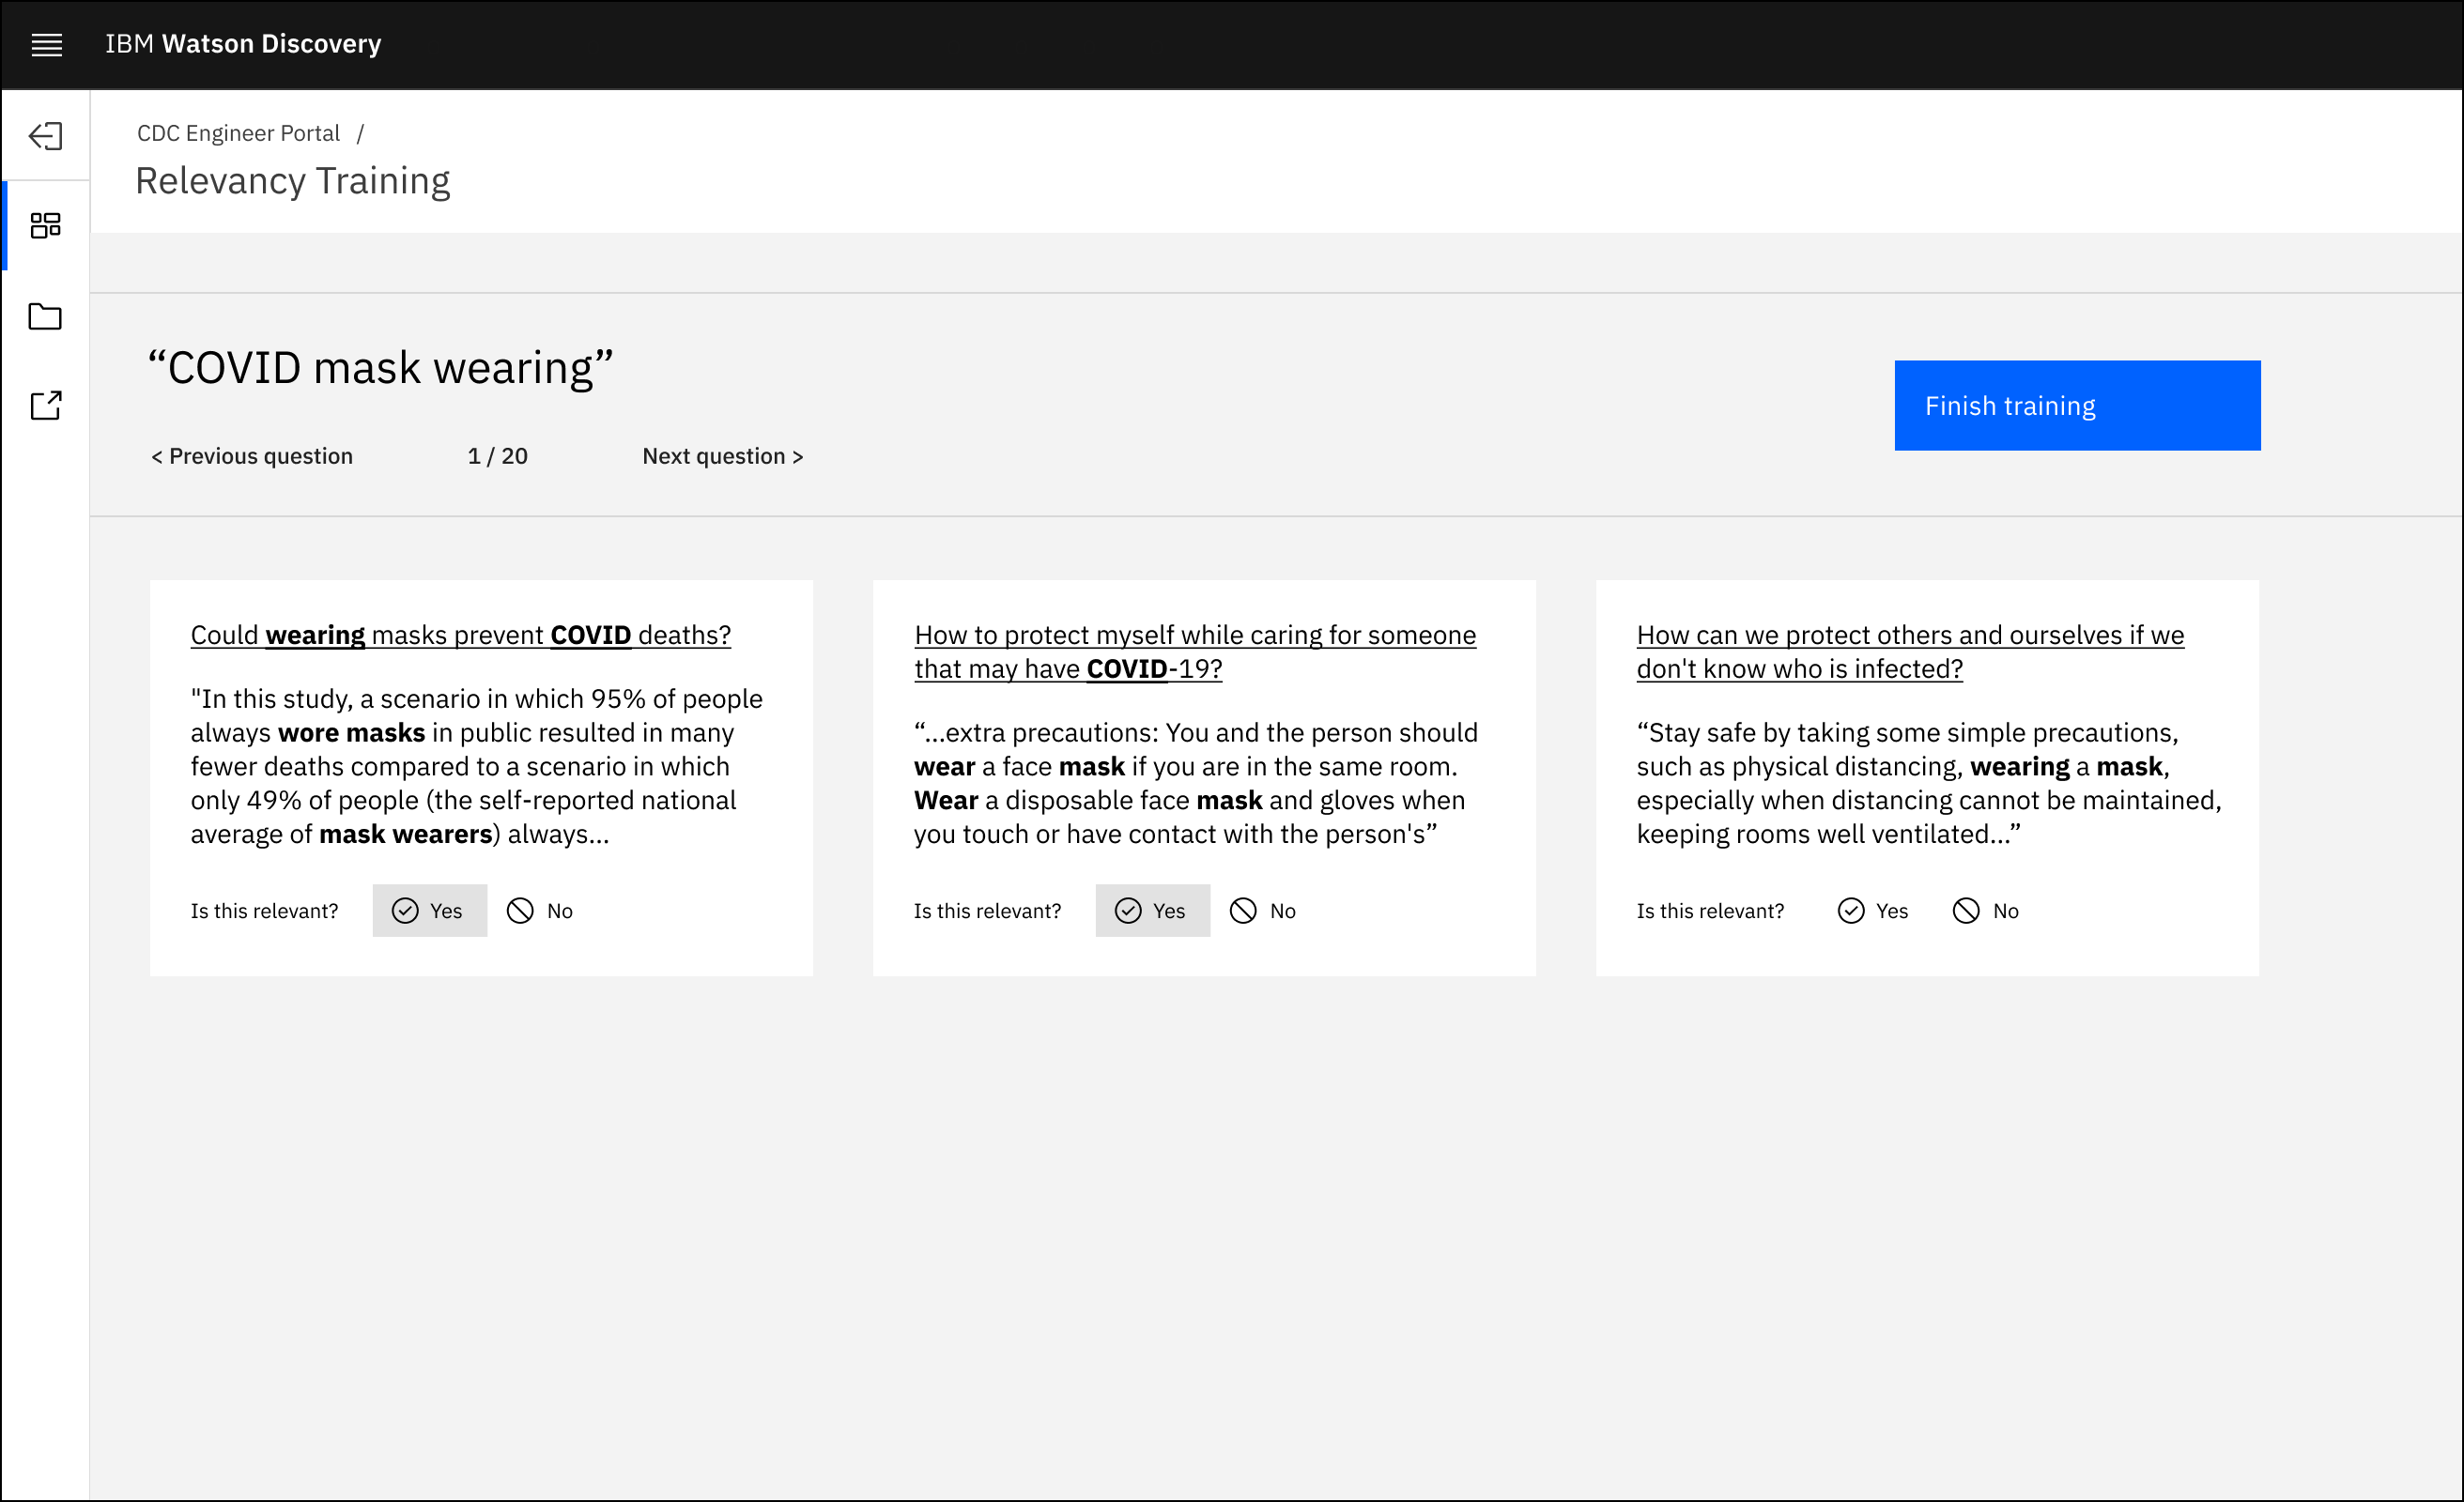 IBM Watson Discovery
CDC Engineer Portal /
Relevancy Training
“COVID mask wearing”
< Previous question 1 / 20 Next question >
Finish training
Could wearing masks prevent COVID deaths?
"In this study, a scenario in which 95% of people
always wore masks in public resulted in many
fewer deaths compared to a scenario in which
only 49% of people (the self-reported national
average of mask wearers) always...
Is this relevant? Yes No
How to protect myself while caring for someone
that may have COVID-19?
“...extra precautions: You and the person should
wear a face mask if you are in the same room.
Wear a disposable face mask and gloves when
you touch or have contact with the person's”
Is this relevant? Yes No
How can we protect others and ourselves if we
don't know who is infected?
“Stay safe by taking some simple precautions,
such as physical distancing, wearing a mask,
especially when distancing cannot be maintained,
keeping rooms well ventilated...”
Is this relevant? Yes No